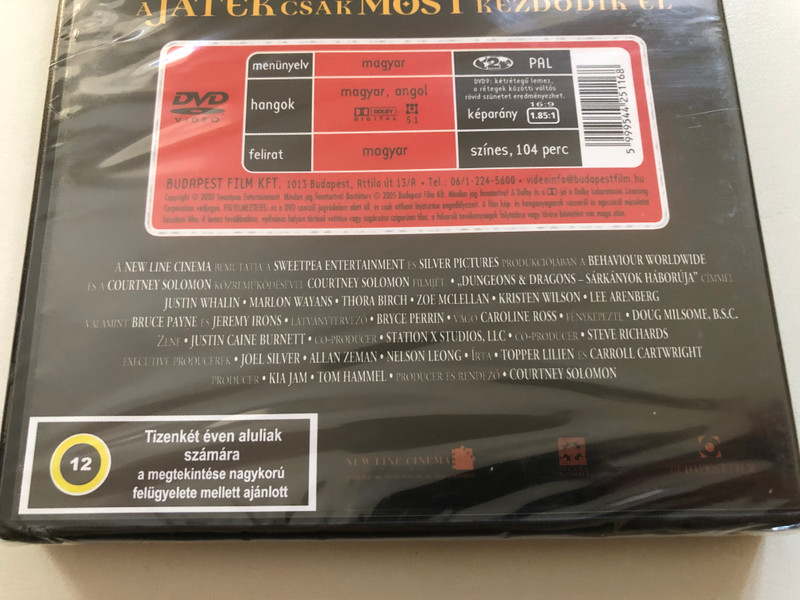 A JÁTÉK CSAK MOST KEZDŐDIK EL
DVD VIDEO
menünyelv magyar 2 PAL
hangok magyar, angol
DOLBY DIGITAL 5.1
DVD9: kétrétegű lemez,
a rétegek közötti váltás
rövid szünetet eredményezhet.
képarány 16:9 1.85:1
felirat magyar színes, 104 perc
5 999544 251168
BUDAPEST FILM KFT. 1013 Budapest, Attila út 13/A • Tel.: 06/1-224-5600 • videoinfo@budapestfilm.hu
A NEW LINE CINEMA BEMUTATJA A SWEETPEA ENTERTAINMENT ÉS SILVER PICTURES PRODUKCIÓJÁBAN A BEHAVIOUR WORLDWIDE
ÉS A COURTNEY SOLOMON KÖZREMŰKÖDÉSÉVEL COURTNEY SOLOMON FILMJÉT • „DUNGEONS & DRAGONS – SÁRKÁNYOK HÁBORÚJA” CÍMMEL
JUSTIN WHALIN • MARLON WAYANS • THORA BIRCH • ZOE MCLELLAN • KRISTEN WILSON • LEE ARENBERG
VALAMINT BRUCE PAYNE ÉS JEREMY IRONS • LÁTVÁNYTERVEZŐ • BRYCE PERRIN • VÁGÓ CAROLINE ROSS • FÉNYKÉPEZTE • DOUG MILSOME, B.S.C.
ZENE • JUSTIN CAINE BURNETT • CO-PRODUCER • STATION X STUDIOS, LLC • CO-PRODUCER • STEVE RICHARDS
EXECUTIVE PRODUCEREK • JOEL SILVER • ALLAN ZEMAN • NELSON LEONG • ÍRTA • TOPPER LILIEN ÉS CARROLL CARTWRIGHT
PRODUCER • KIA JAM • TOM HAMMEL • PRODUCER ÉS RENDEZŐ • COURTNEY SOLOMON
12
Tizenkét éven aluliak
számára
a megtekintése nagykorú
felügyelete mellett ajánlott
NEW LINE CINEMA
BUDAPEST FILM